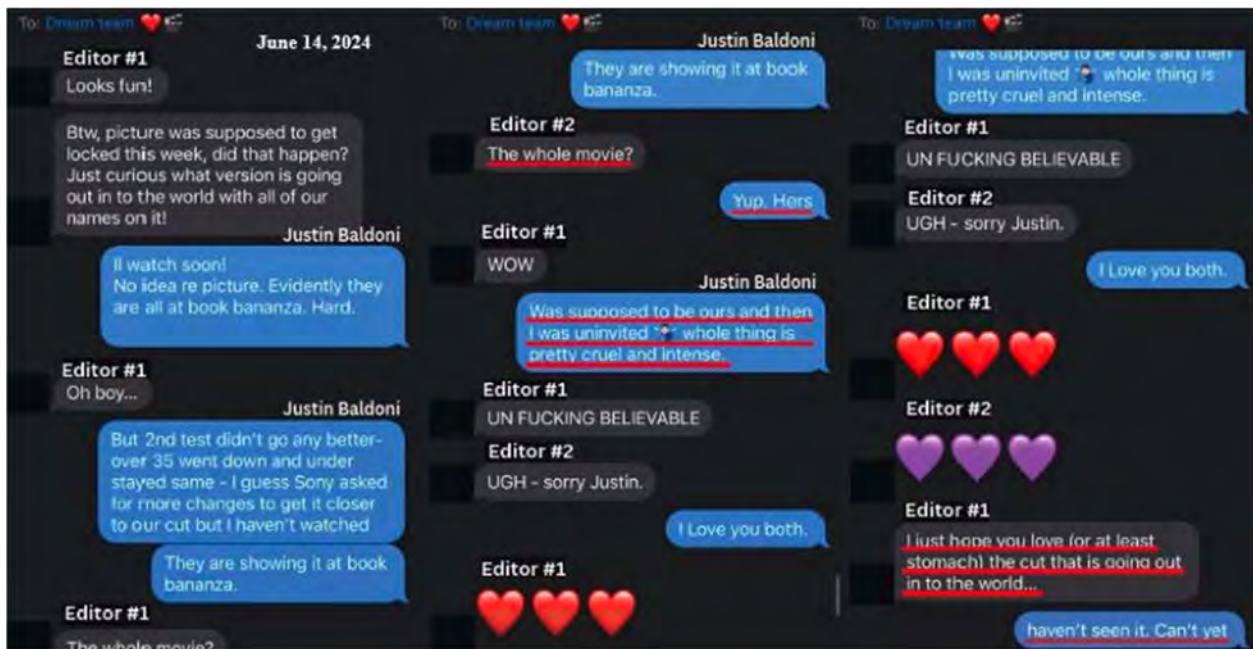 To: Dream team ❤️🎬
June 14, 2024
Editor #1
Looks fun!
Btw, picture was supposed to get
locked this week, did that happen?
Just curious what version is going
out in to the world with all of our
names on it!
Justin Baldoni
Il watch soon!
No idea re picture. Evidently they
are all at book bananza. Hard.
Editor #1
Oh boy...
Justin Baldoni
But 2nd test didn't go any better-
over 35 went down and under
stayed same - I guess Sony asked
for more changes to get it closer
to our cut but I haven't watched
They are showing it at book
bananza.
Editor #1
The whole movie?
To: Dream team ❤️🎬
Justin Baldoni
They are showing it at book
bananza.
Editor #2
The whole movie?
Yup. Hers
Editor #1
WOW
Justin Baldoni
Was supposed to be ours and then
I was uninvited 🤷🏻‍♂️ whole thing is
pretty cruel and intense.
Editor #1
UN FUCKING BELIEVABLE
Editor #2
UGH - sorry Justin.
I Love you both.
Editor #1
❤️❤️❤️
To: Dream team ❤️🎬
Was supposed to be ours and then
I was uninvited 🤷🏻‍♂️ whole thing is
pretty cruel and intense.
Editor #1
UN FUCKING BELIEVABLE
Editor #2
UGH - sorry Justin.
I Love you both.
Editor #1
❤️❤️❤️
Editor #2
💜💜💜
Editor #1
I just hope you love (or at least
stomach) the cut that is going out
in to the world...
haven't seen it. Can't yet